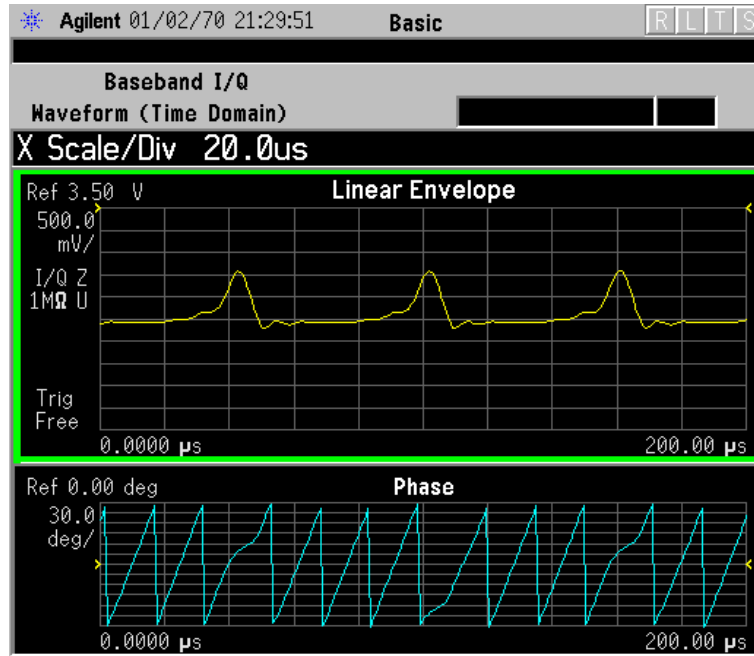 Agilent 01/02/70 21:29:51 Basic R L T S
Baseband I/Q
Waveform (Time Domain)
X Scale/Div 20.0us
Ref 3.50 V Linear Envelope
500.0
mV/
I/Q Z
1MΩ U
Trig
Free
0.0000 µs 200.00 µs
Ref 0.00 deg Phase
30.0
deg/
0.0000 µs 200.00 µs